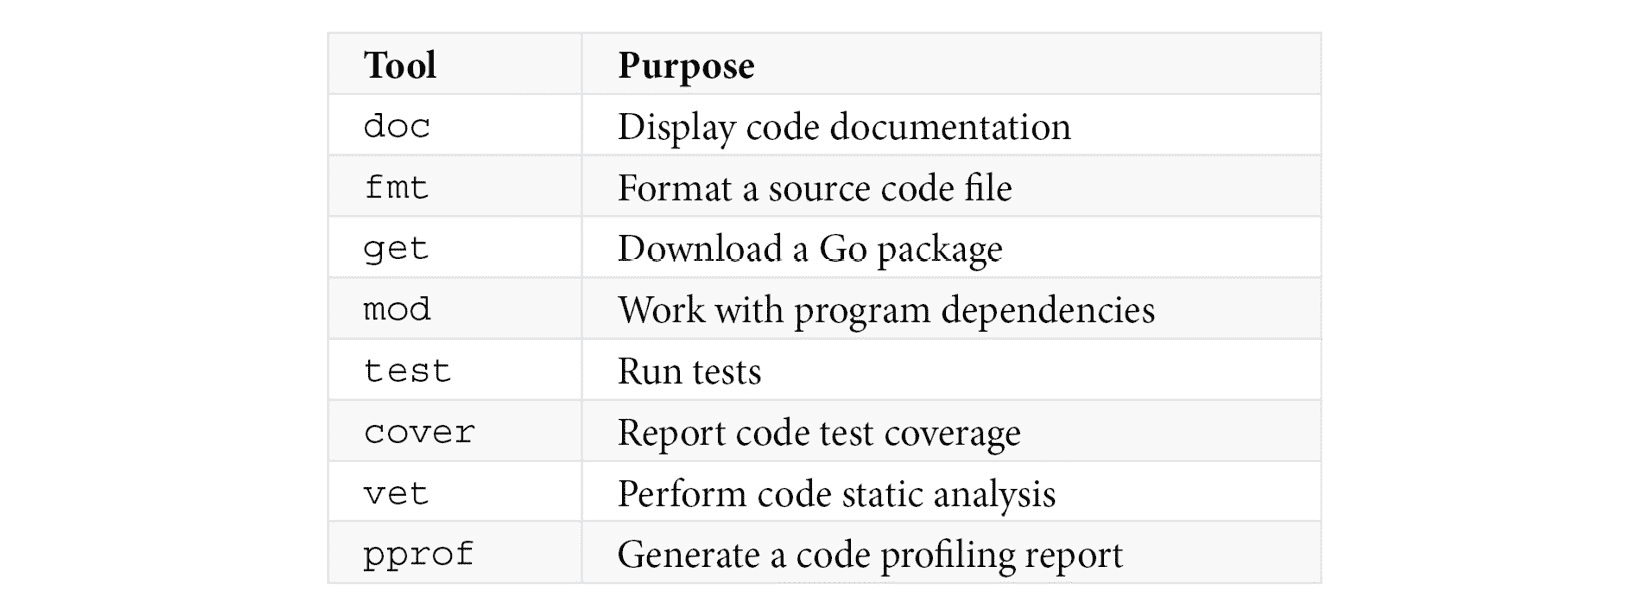 Tool Purpose
doc Display code documentation
fmt Format a source code file
get Download a Go package
mod Work with program dependencies
test Run tests
cover Report code test coverage
vet Perform code static analysis
pprof Generate a code profiling report